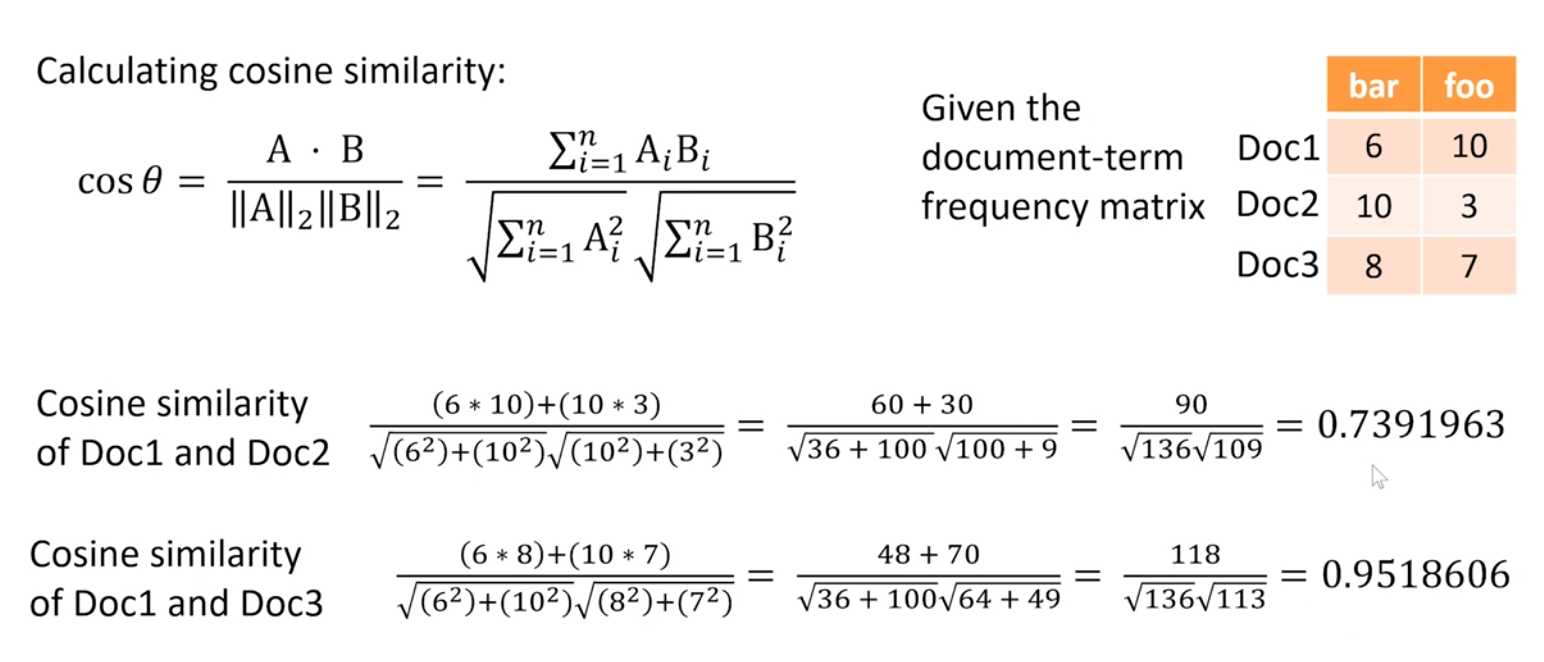 Calculating cosine similarity:
cos θ = A · B / ‖A‖₂‖B‖₂ = ∑ⁿᵢ₌₁ AᵢBᵢ / √(∑ⁿᵢ₌₁ Aᵢ²) √(∑ⁿᵢ₌₁ Bᵢ²)
Given the
document-term
frequency matrix
bar foo
Doc1 6 10
Doc2 10 3
Doc3 8 7
Cosine similarity
of Doc1 and Doc2
(6 * 10)+(10 * 3) / √(6²)+(10²)√(10²)+(3²) = 60 + 30 / √36 + 100 √100 + 9 = 90 / √136√109 = 0.7391963
Cosine similarity
of Doc1 and Doc3
(6 * 8)+(10 * 7) / √(6²)+(10²)√(8²)+(7²) = 48 + 70 / √36 + 100√64 + 49 = 118 / √136√113 = 0.9518606